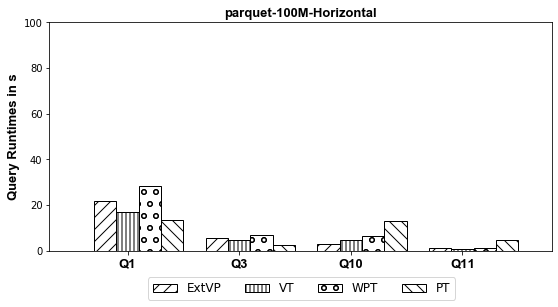 parquet-100M-Horizontal
Query Runtimes in s
100
80
60
40
20
0
Q1 Q3 Q10 Q11
ExtVP VT WPT PT